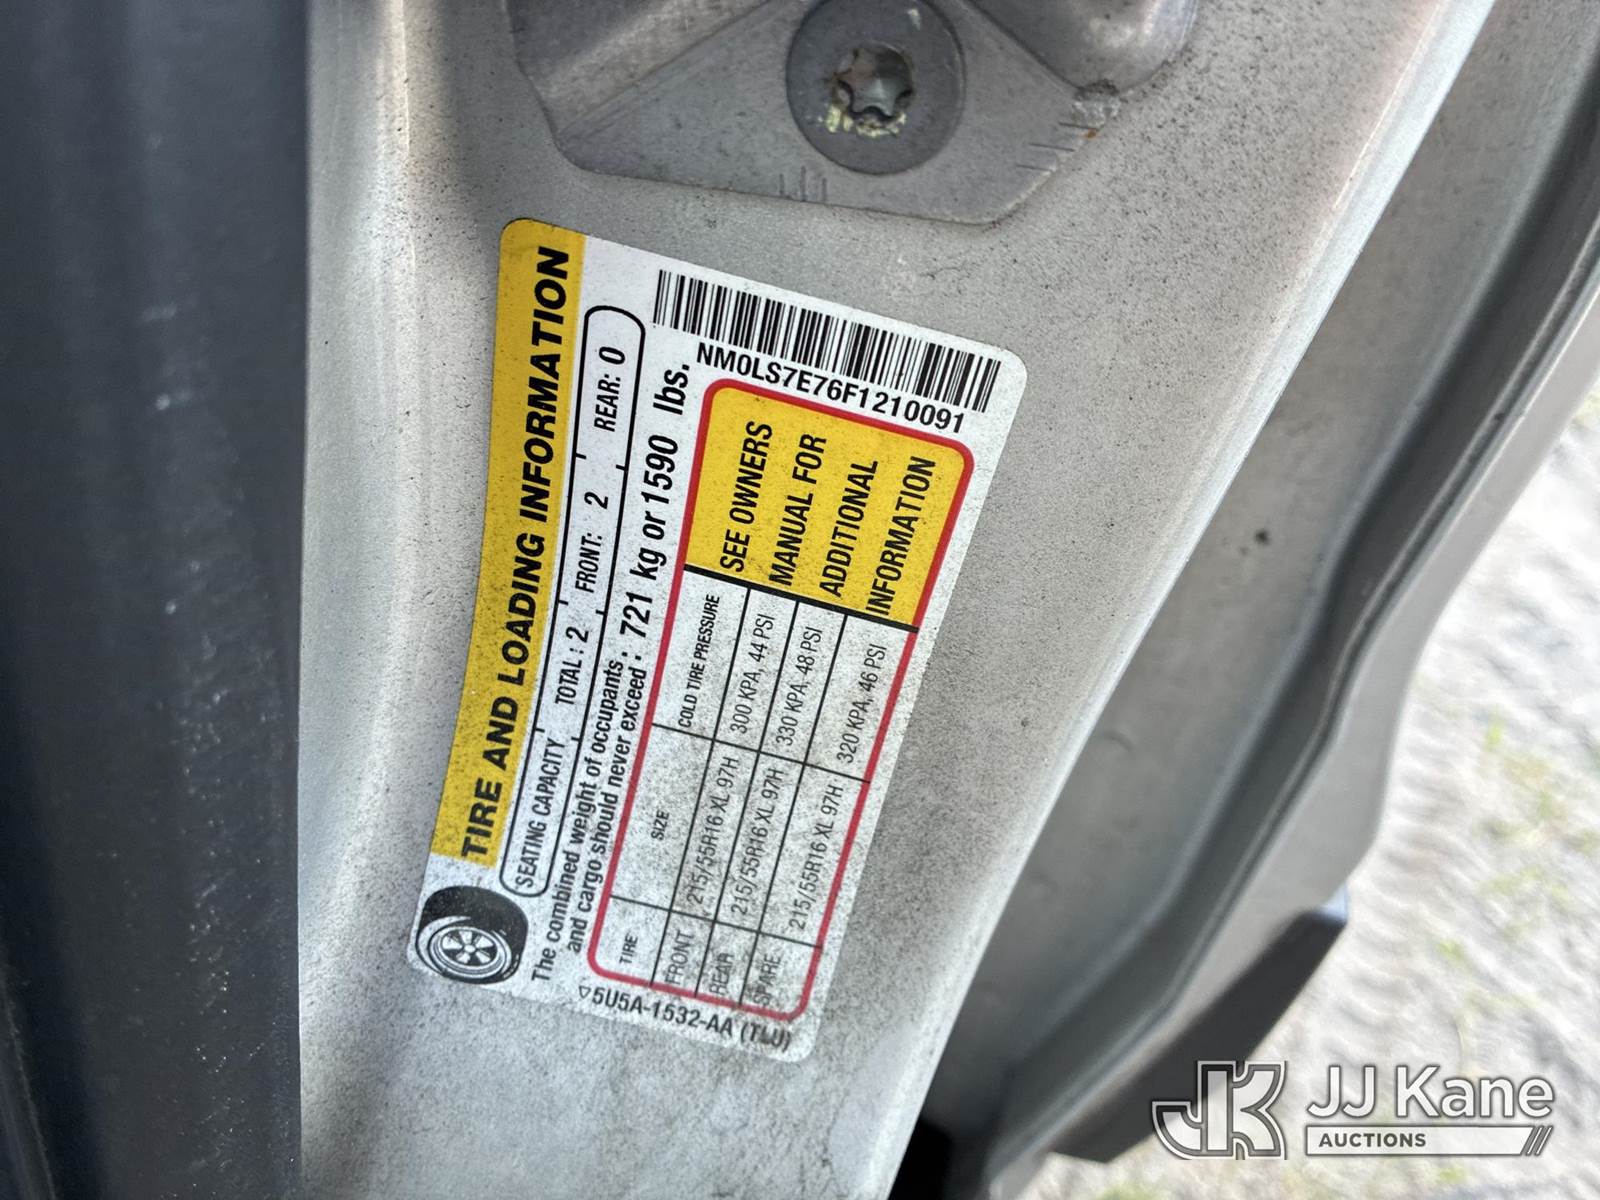 TIRE AND LOADING INFORMATION
SEATING CAPACITY TOTAL: 2 FRONT: 2 REAR: 0
The combined weight of occupants
and cargo should never exceed: 721 kg or 1590 lbs.
NM0LS7E76F1210091
TIRE SIZE COLD TIRE PRESSURE
FRONT 215/55R16 XL 97H 300 KPA, 44 PSI
REAR 215/55R16 XL 97H 330 KPA, 48 PSI
SPARE 215/55R16 XL 97H 320 KPA, 46 PSI
SEE OWNERS
MANUAL FOR
ADDITIONAL
INFORMATION
5U5A-1532-AA
JK JJ Kane
AUCTIONS